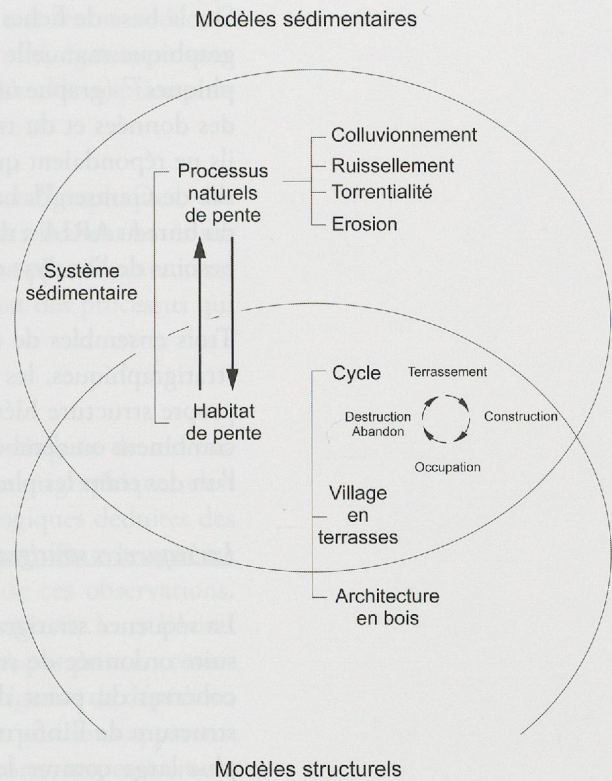 Modèles sédimentaires
Colluvionnement
Ruissellement
Torrentialité
Erosion
Processus
naturels
de pente
Système
sédimentaire
Habitat
de pente
Cycle
Terrassement
Construction
Occupation
Destruction
Abandon
Village
en
terrasses
Architecture
en bois
Modèles structurels